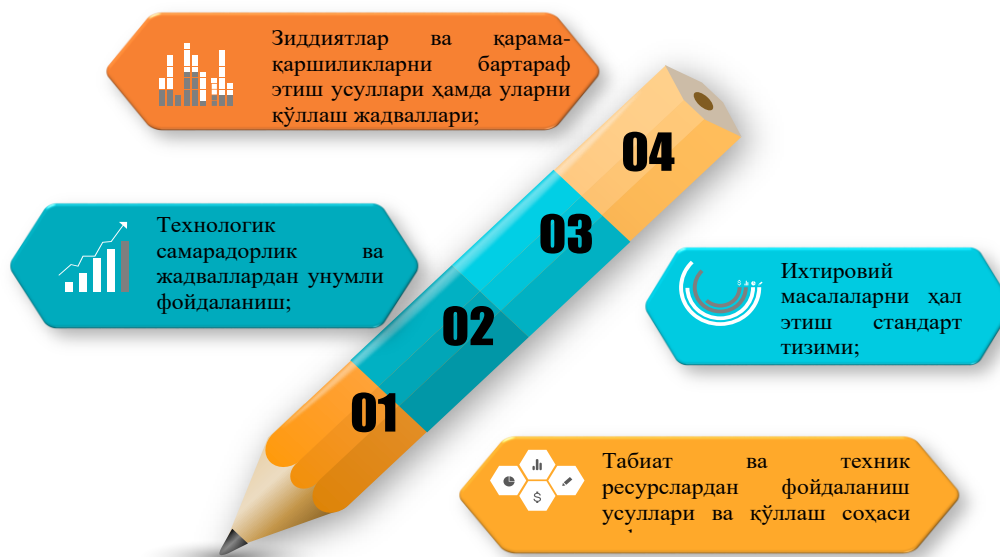 Зиддиятлар ва қарама-
қаршиликларни бартараф
этиш усуллари ҳамда уларни
қўллаш жадваллари;
04
Технологик
самарадорлик ва
жадваллардан унумли
фойдаланиш;
03
Ихтировий
масалаларни ҳал
этиш стандарт
тизими;
02
01
Табиат ва техник
ресурслардан фойдаланиш
усуллари ва қўллаш соҳаси